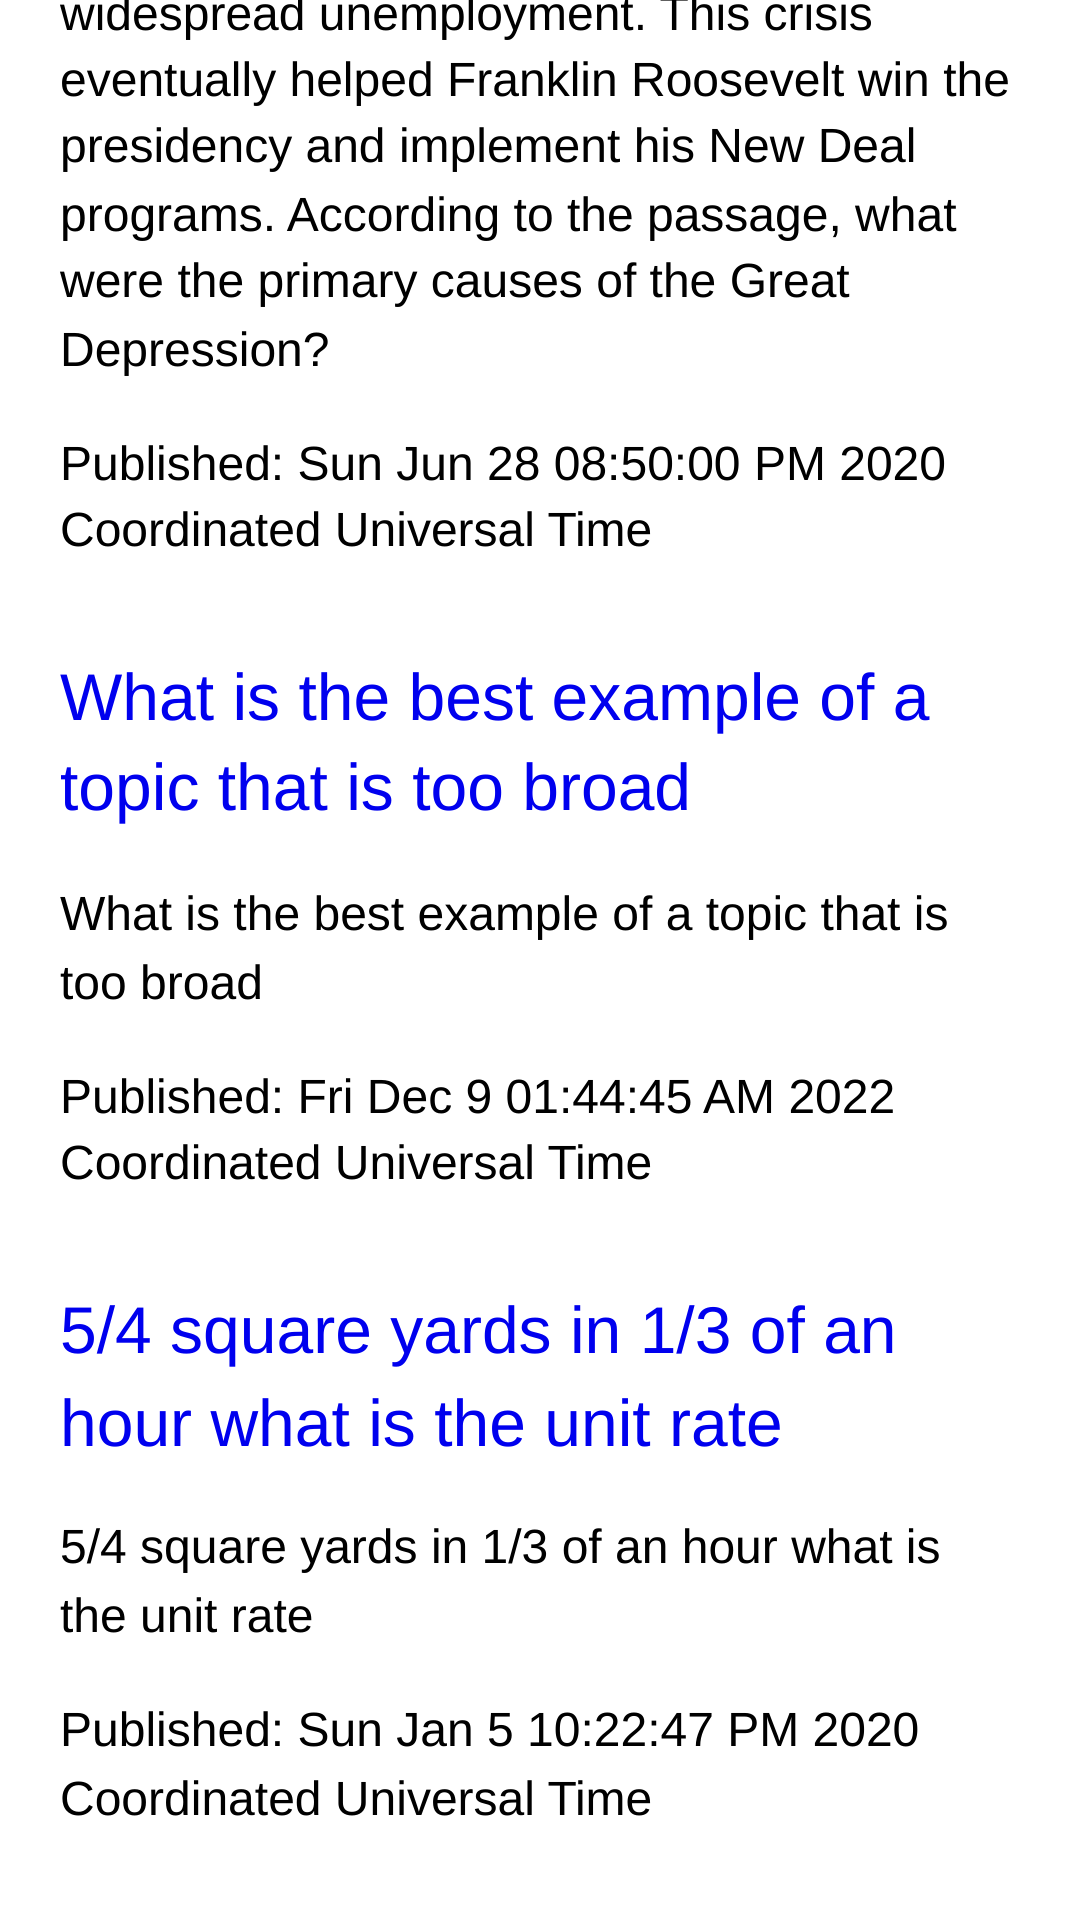 widespread unemployment. This crisis
eventually helped Franklin Roosevelt win the
presidency and implement his New Deal
programs. According to the passage, what
were the primary causes of the Great
Depression?
Published: Sun Jun 28 08:50:00 PM 2020
Coordinated Universal Time
What is the best example of a
topic that is too broad
What is the best example of a topic that is
too broad
Published: Fri Dec 9 01:44:45 AM 2022
Coordinated Universal Time
5/4 square yards in 1/3 of an
hour what is the unit rate
5/4 square yards in 1/3 of an hour what is
the unit rate
Published: Sun Jan 5 10:22:47 PM 2020
Coordinated Universal Time